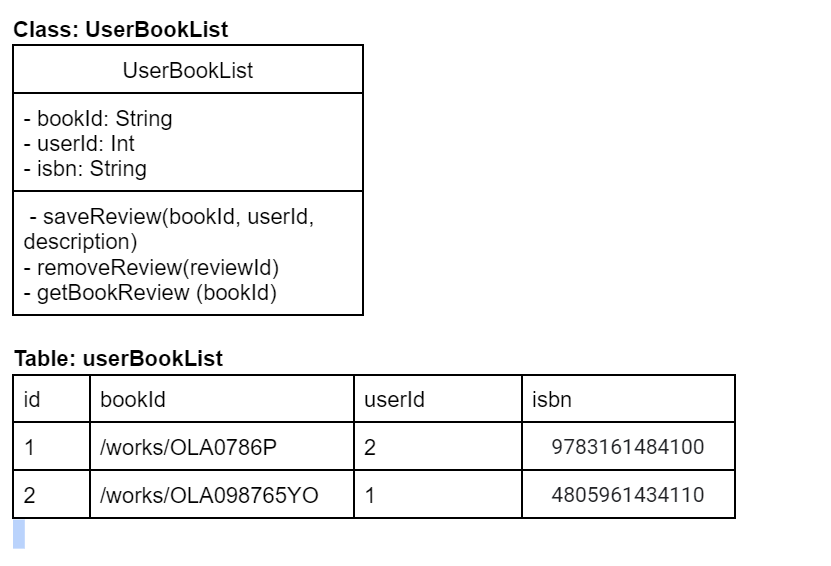 Class: UserBookList
UserBookList
- bookId: String
- userId: Int
- isbn: String
- saveReview(bookId, userId,
description)
- removeReview(reviewId)
- getBookReview (bookId)
Table: userBookList
id bookId userId isbn
1 /works/OLA0786P 2 9783161484100
2 /works/OLA098765YO 1 4805961434110